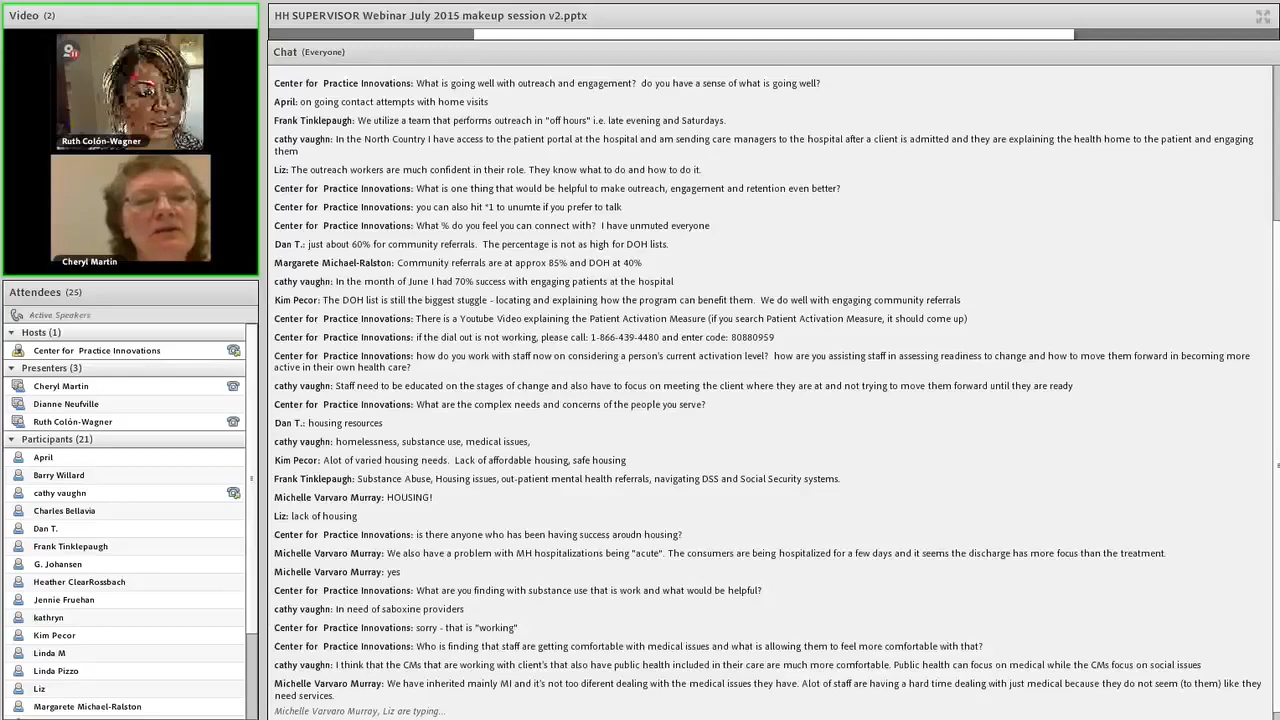 Video (2)
Ruth Colón-Wagner
Cheryl Martin
Attendees (25)
Active Speakers
Hosts (1)
Center for  Practice Innovations
Presenters (3)
Cheryl Martin
Dianne Neufville
Ruth Colón-Wagner
Participants (21)
April
Barry Willard
cathy vaughn
Charles Bellavia
Dan T.
Frank Tinklepaugh
G. Johansen
Heather ClearRossbach
Jennie Fruehan
kathryn
Kim Pecor
Linda M
Linda Pizzo
Liz
Margarete Michael-Ralston
HH SUPERVISOR Webinar July 2015 makeup session v2.pptx
Chat (Everyone)
Center for  Practice Innovations: What is going well with outreach and engagement?  do you have a sense of what is going well?
April: on going contact attempts with home visits
Frank Tinklepaugh: We utilize a team that performs outreach in "off hours" i.e. late evening and Saturdays.
cathy vaughn: In the North Country I have access to the patient portal at the hospital and am sending care managers to the hospital after a client is admitted and they are explaining the health home to the patient and engaging
them
Liz: The outreach workers are much confident in their role. They know what to do and how to do it.
Center for  Practice Innovations: What is one thing that would be helpful to make outreach, engagement and retention even better?
Center for  Practice Innovations: you can also hit *1 to unumte if you prefer to talk
Center for  Practice Innovations: What % do you feel you can connect with?  I have unmuted everyone
Dan T.: just about 60% for community referrals.  The percentage is not as high for DOH lists.
Margarete Michael-Ralston: Community referrals are at approx 85% and DOH at 40%
cathy vaughn: In the month of June I had 70% success with engaging patients at the hospital
Kim Pecor: The DOH list is still the biggest stuggle - locating and explaining how the program can benefit them.  We do well with engaging community referrals
Center for  Practice Innovations: There is a Youtube Video explaining the Patient Activation Measure (if you search Patient Activation Measure, it should come up)
Center for  Practice Innovations: if the dial out is not working, please call: 1-866-439-4480 and enter code: 80880959
Center for  Practice Innovations: how do you work with staff now on considering a person's current activation level?  how are you assisting staff in assessing readiness to change and how to move them forward in becoming more
active in their own health care?
cathy vaughn: Staff need to be educated on the stages of change and also have to focus on meeting the client where they are at and not trying to move them forward until they are ready
Center for  Practice Innovations: What are the complex needs and concerns of the people you serve?
Dan T.: housing resources
cathy vaughn: homelessness, substance use, medical issues,
Kim Pecor: Alot of varied housing needs.  Lack of affordable housing, safe housing
Frank Tinklepaugh: Substance Abuse, Housing issues, out-patient mental health referrals, navigating DSS and Social Security systems.
Michelle Varvaro Murray: HOUSING!
Liz: lack of housing
Center for  Practice Innovations: is there anyone who has been having success aroudn housing?
Michelle Varvaro Murray: We also have a problem with MH hospitalizations being "acute". The consumers are being hospitalized for a few days and it seems the discharge has more focus than the treatment.
Michelle Varvaro Murray: yes
Center for  Practice Innovations: What are you finding with substance use that is work and what would be helpful?
cathy vaughn: In need of saboxine providers
Center for  Practice Innovations: sorry - that is "working"
Center for  Practice Innovations: Who is finding that staff are getting comfortable with medical issues and what is allowing them to feel more comfortable with that?
cathy vaughn: I think that the CMs that are working with client's that also have public health included in their care are much more comfortable. Public health can focus on medical while the CMs focus on social issues
Michelle Varvaro Murray: We have inherited mainly MI and it's not too diferent dealing with the medical issues they have. Alot of staff are having a hard time dealing with just medical because they do not seem (to them) like they
need services.
Michelle Varvaro Murray, Liz are typing...